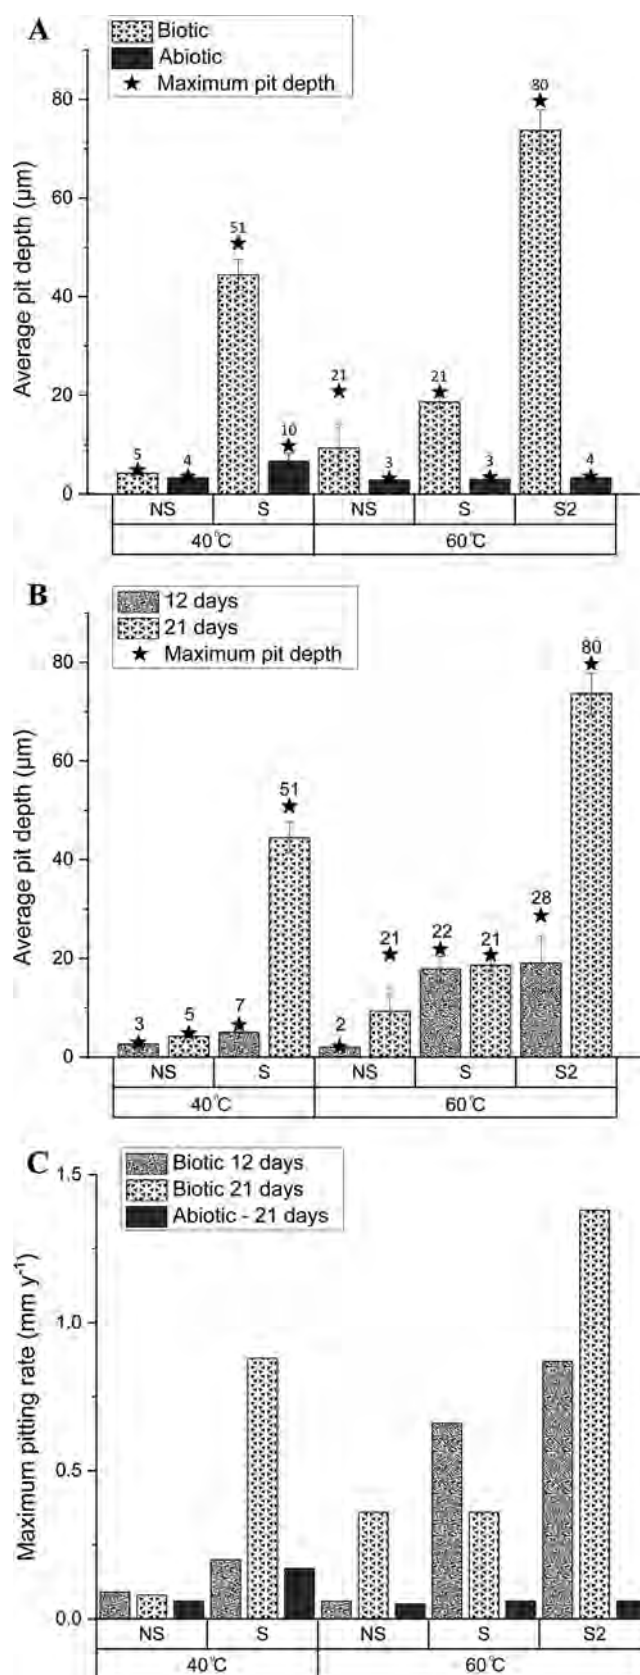 A
Biotic
Abiotic
★ Maximum pit depth
Average pit depth (µm)
80
60
40
20
0
5
4
51
10
21
3
21
3
80
4
NS
S
NS
S
S2
40°C
60°C
B
12 days
21 days
★ Maximum pit depth
Average pit depth (µm)
80
60
40
20
0
3
5
7
51
2
21
22
21
28
80
NS
S
NS
S
S2
40°C
60°C
C
Biotic 12 days
Biotic 21 days
Abiotic - 21 days
Maximum pitting rate (mm y⁻¹)
1.5
1.0
0.5
0.0
NS
S
NS
S
S2
40°C
60°C